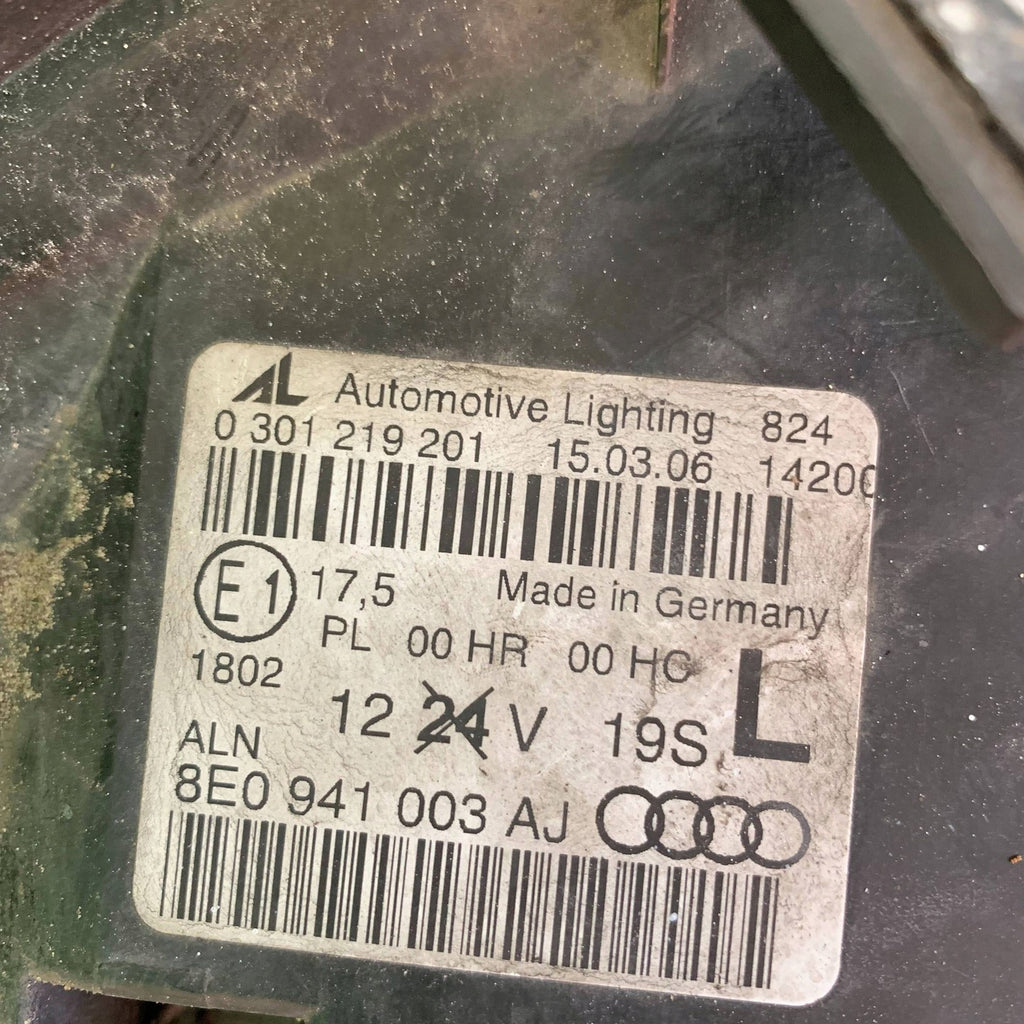 AL Automotive Lighting 824
0 301 219 201 15.03.06 14200
E1 17,5 Made in Germany
PL 00 HR 00 HC L
1802
12 24 V 19S
ALN
8E0 941 003 AJ